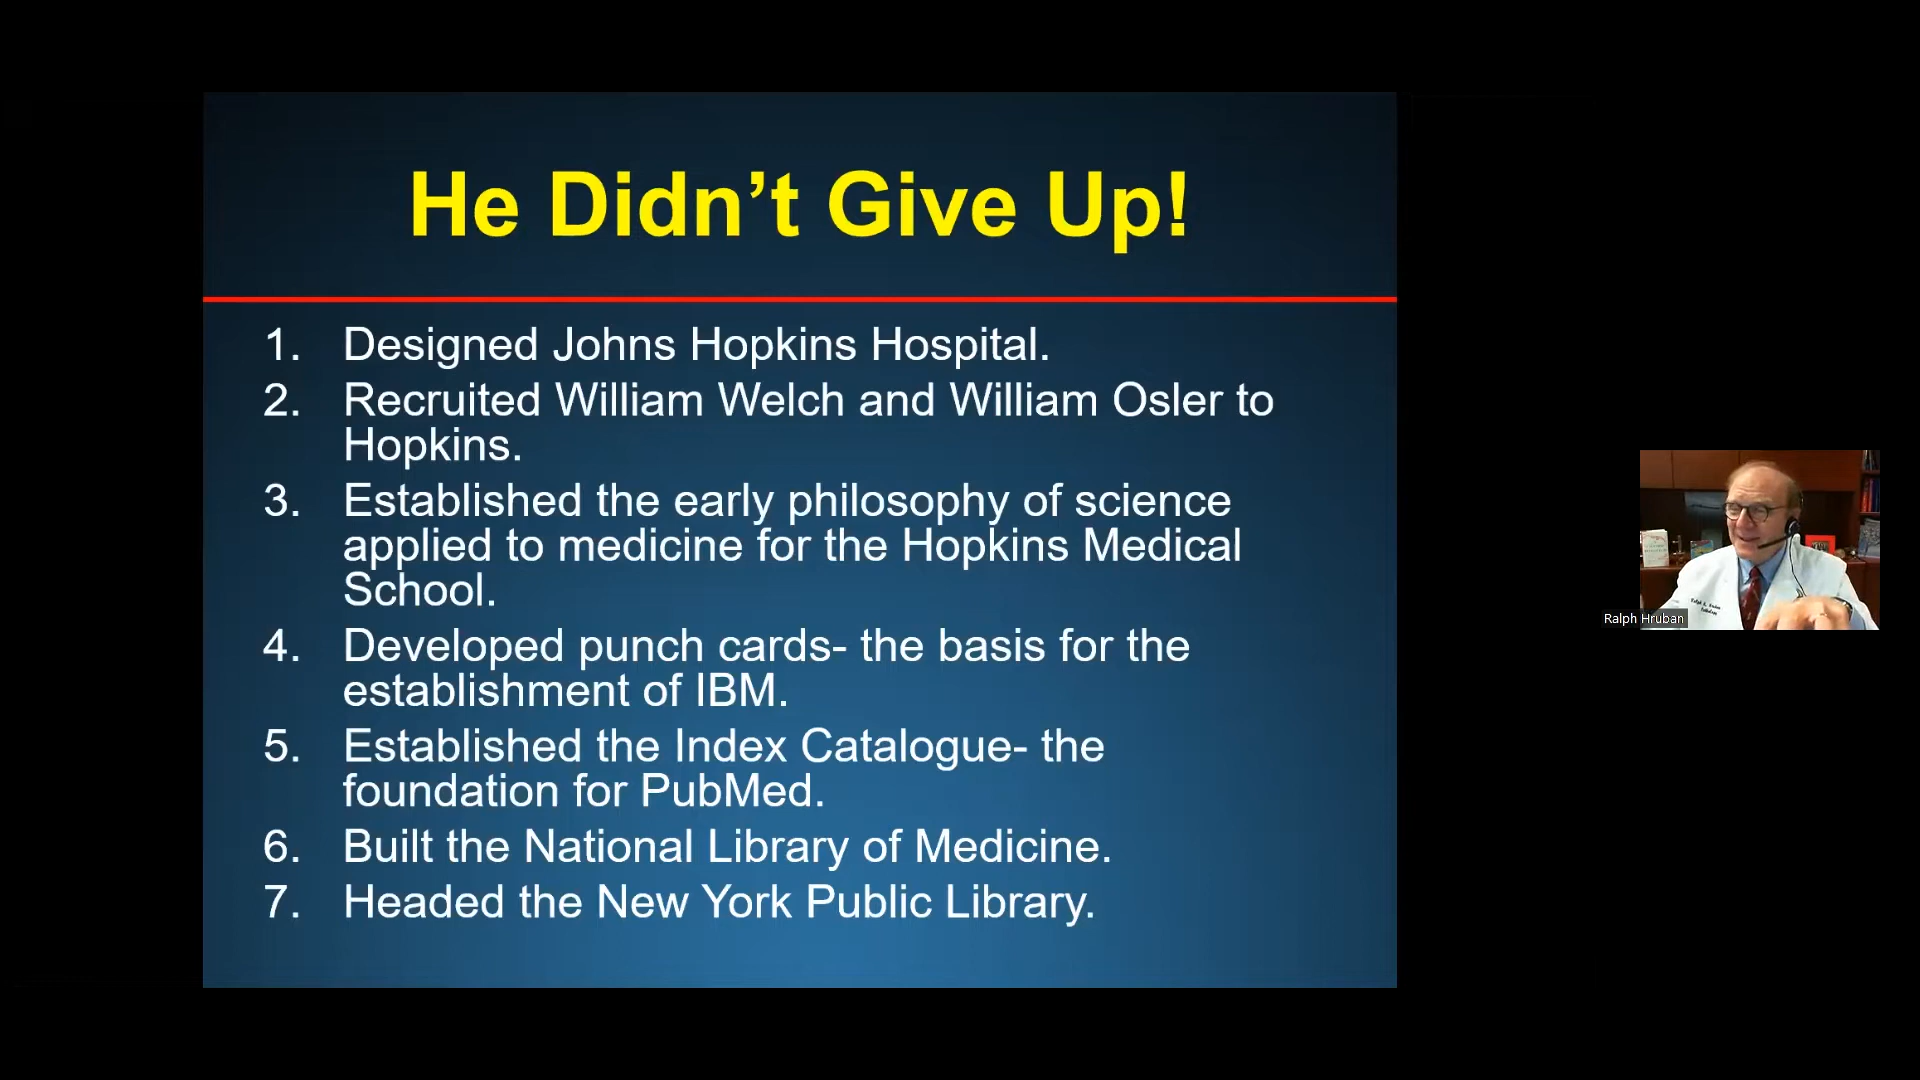 He Didn’t Give Up!
1. Designed Johns Hopkins Hospital.
2. Recruited William Welch and William Osler to
Hopkins.
3. Established the early philosophy of science
applied to medicine for the Hopkins Medical
School.
4. Developed punch cards- the basis for the
establishment of IBM.
5. Established the Index Catalogue- the
foundation for PubMed.
6. Built the National Library of Medicine.
7. Headed the New York Public Library.
Ralph Hruban